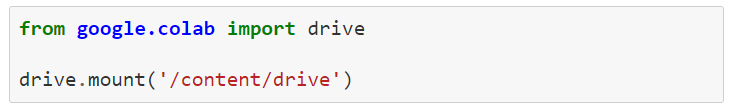 from google.colab import drive
drive.mount('/content/drive')